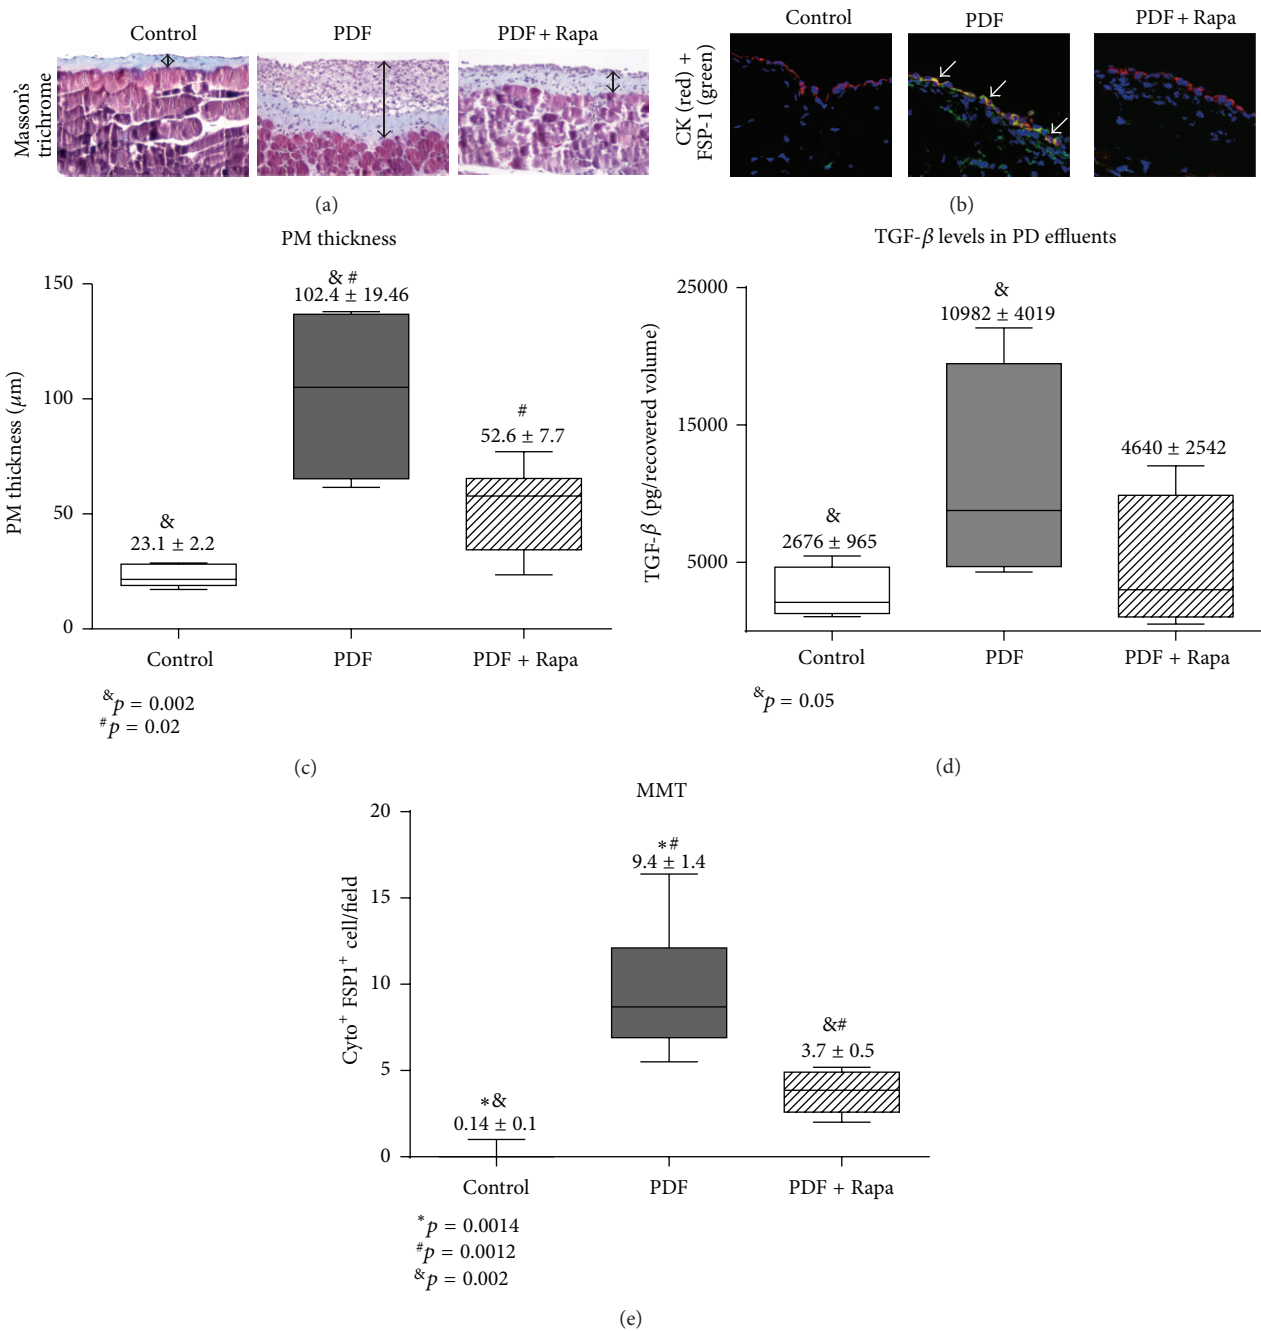 Control
PDF
PDF + Rapa
Masson's
trichrome
(a)
Control
PDF
PDF + Rapa
CK (red) +
FSP-1 (green)
(b)
PM thickness
PM thickness (μm)
150
100
50
0
&
23.1 ± 2.2
& #
102.4 ± 19.46
#
52.6 ± 7.7
Control
PDF
PDF + Rapa
&p = 0.002
#p = 0.02
(c)
TGF-β levels in PD effluents
TGF-β (pg/recovered volume)
25000
15000
5000
&
2676 ± 965
&
10982 ± 4019
4640 ± 2542
Control
PDF
PDF + Rapa
&p = 0.05
(d)
MMT
Cyto+ FSP1+ cell/field
20
15
10
5
0
*&
0.14 ± 0.1
*#
9.4 ± 1.4
&#
3.7 ± 0.5
Control
PDF
PDF + Rapa
*p = 0.0014
#p = 0.0012
&p = 0.002
(e)